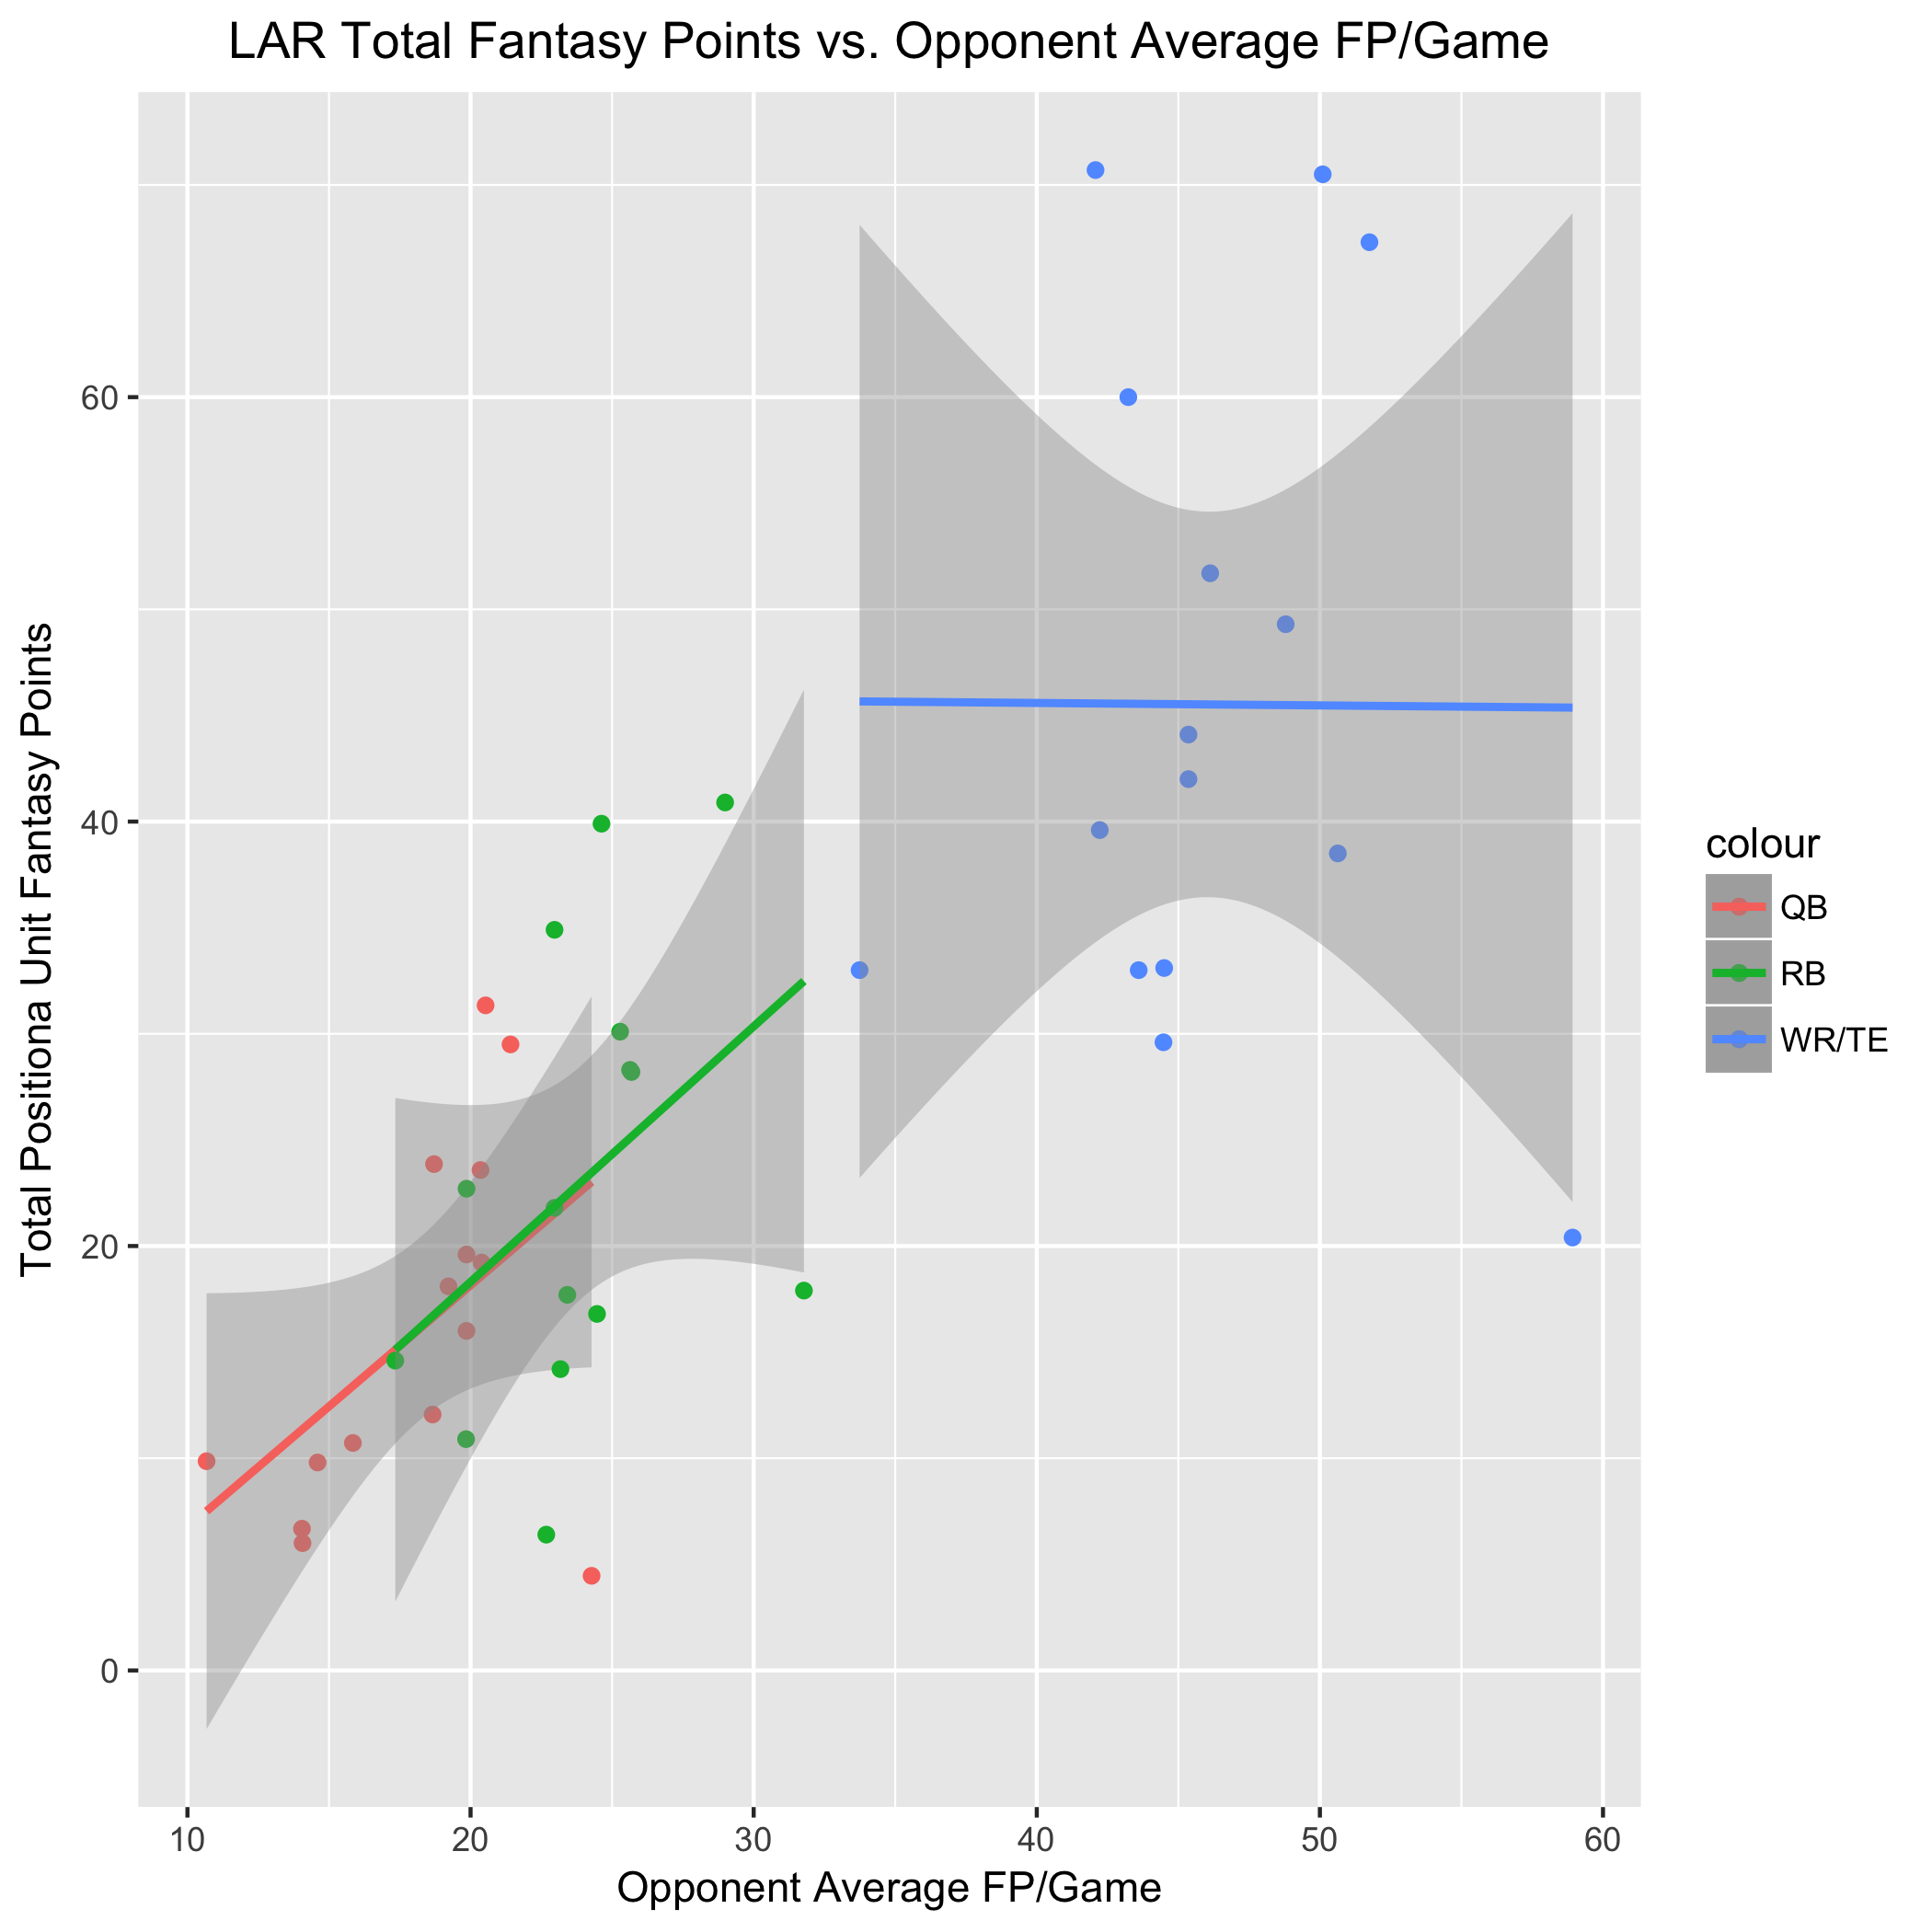 LAR Total Fantasy Points vs. Opponent Average FP/Game
Total Positiona Unit Fantasy Points
60
40
20
0
10 20 30 40 50 60
Opponent Average FP/Game
colour
QB
RB
WR/TE